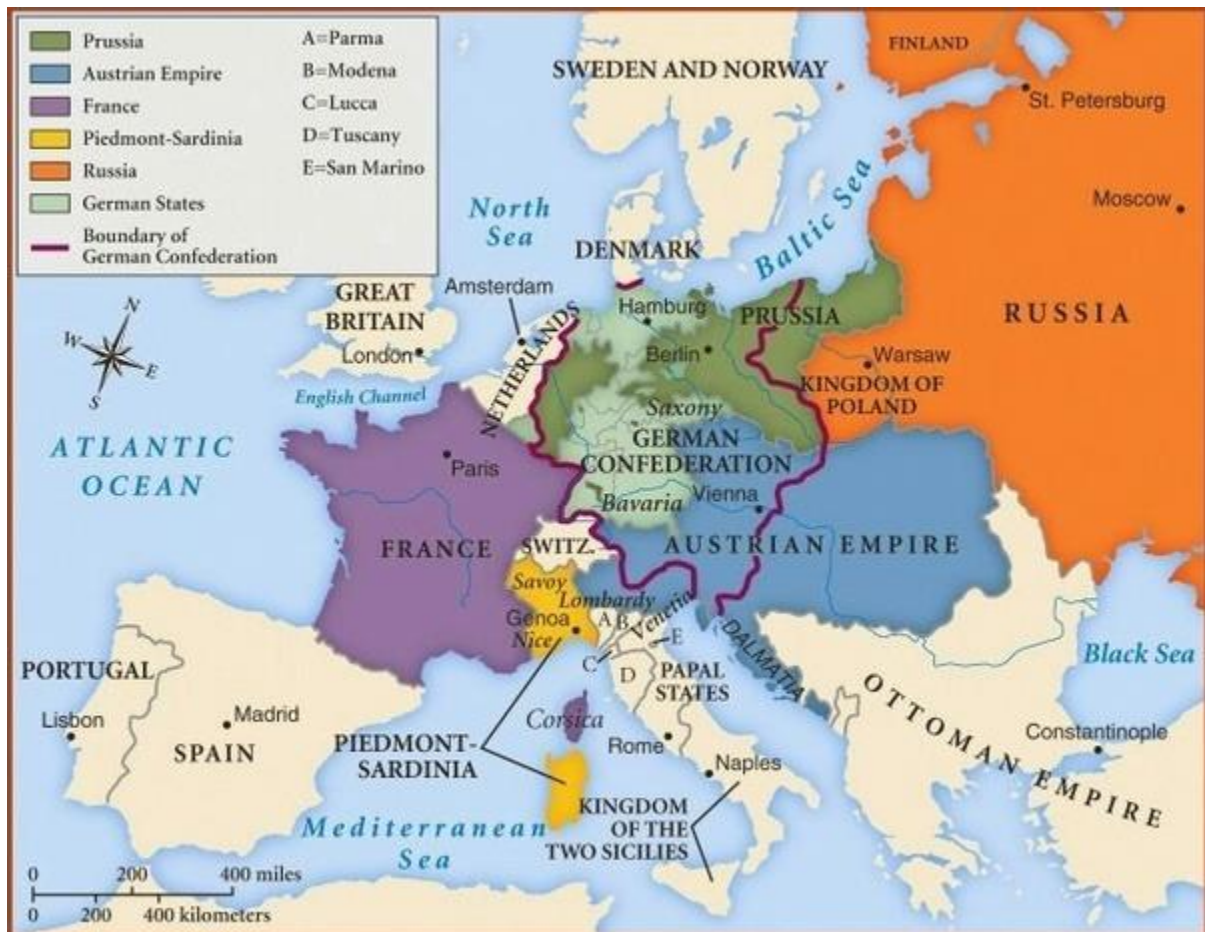 Prussia
Austrian Empire
France
Piedmont-Sardinia
Russia
German States
Boundary of
German Confederation
A=Parma
B=Modena
C=Lucca
D=Tuscany
E=San Marino
FINLAND
SWEDEN AND NORWAY
St. Petersburg
Moscow
North
Sea
Baltic Sea
DENMARK
Amsterdam
GREAT
BRITAIN
London
Hamburg
PRUSSIA
RUSSIA
N
W
E
S
NETHERLANDS
Berlin
Warsaw
KINGDOM OF
POLAND
English Channel
Saxony
GERMAN
CONFEDERATION
ATLANTIC
OCEAN
Paris
Bavaria
Vienna
FRANCE
SWITZ.
AUSTRIAN EMPIRE
Savoy
Lombardy
Venetia
Genoa
Nice
A
B
C
D
E
DALMATIA
Black Sea
PORTUGAL
PAPAL
STATES
OTTOMAN EMPIRE
Lisbon
Madrid
SPAIN
Corsica
Rome
Constantinople
PIEDMONT-
SARDINIA
Naples
KINGDOM
OF THE
TWO SICILIES
Mediterranean
Sea
0 200 400 miles
0 200 400 kilometers